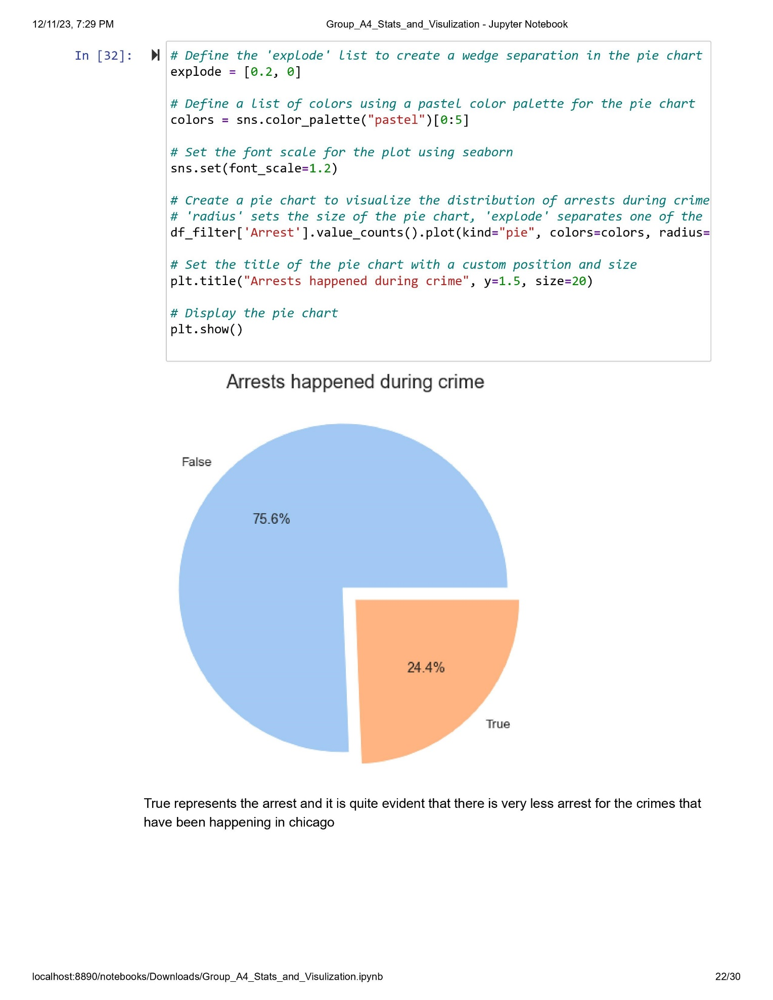 12/11/23, 7:29 PM
Group_A4_Stats_and_Visulization - Jupyter Notebook
In [32]:
# Define the 'explode' list to create a wedge separation in the pie chart
explode = [0.2, 0]
# Define a list of colors using a pastel color palette for the pie chart
colors = sns.color_palette("pastel")[0:5]
# Set the font scale for the plot using seaborn
sns.set(font_scale=1.2)
# Create a pie chart to visualize the distribution of arrests during crime
# 'radius' sets the size of the pie chart, 'explode' separates one of the
df_filter['Arrest'].value_counts().plot(kind="pie", colors=colors, radius=
# Set the title of the pie chart with a custom position and size
plt.title("Arrests happened during crime", y=1.5, size=20)
# Display the pie chart
plt.show()
Arrests happened during crime
False
75.6%
24.4%
True
True represents the arrest and it is quite evident that there is very less arrest for the crimes that
have been happening in chicago
localhost:8890/notebooks/Downloads/Group_A4_Stats_and_Visulization.ipynb
22/30